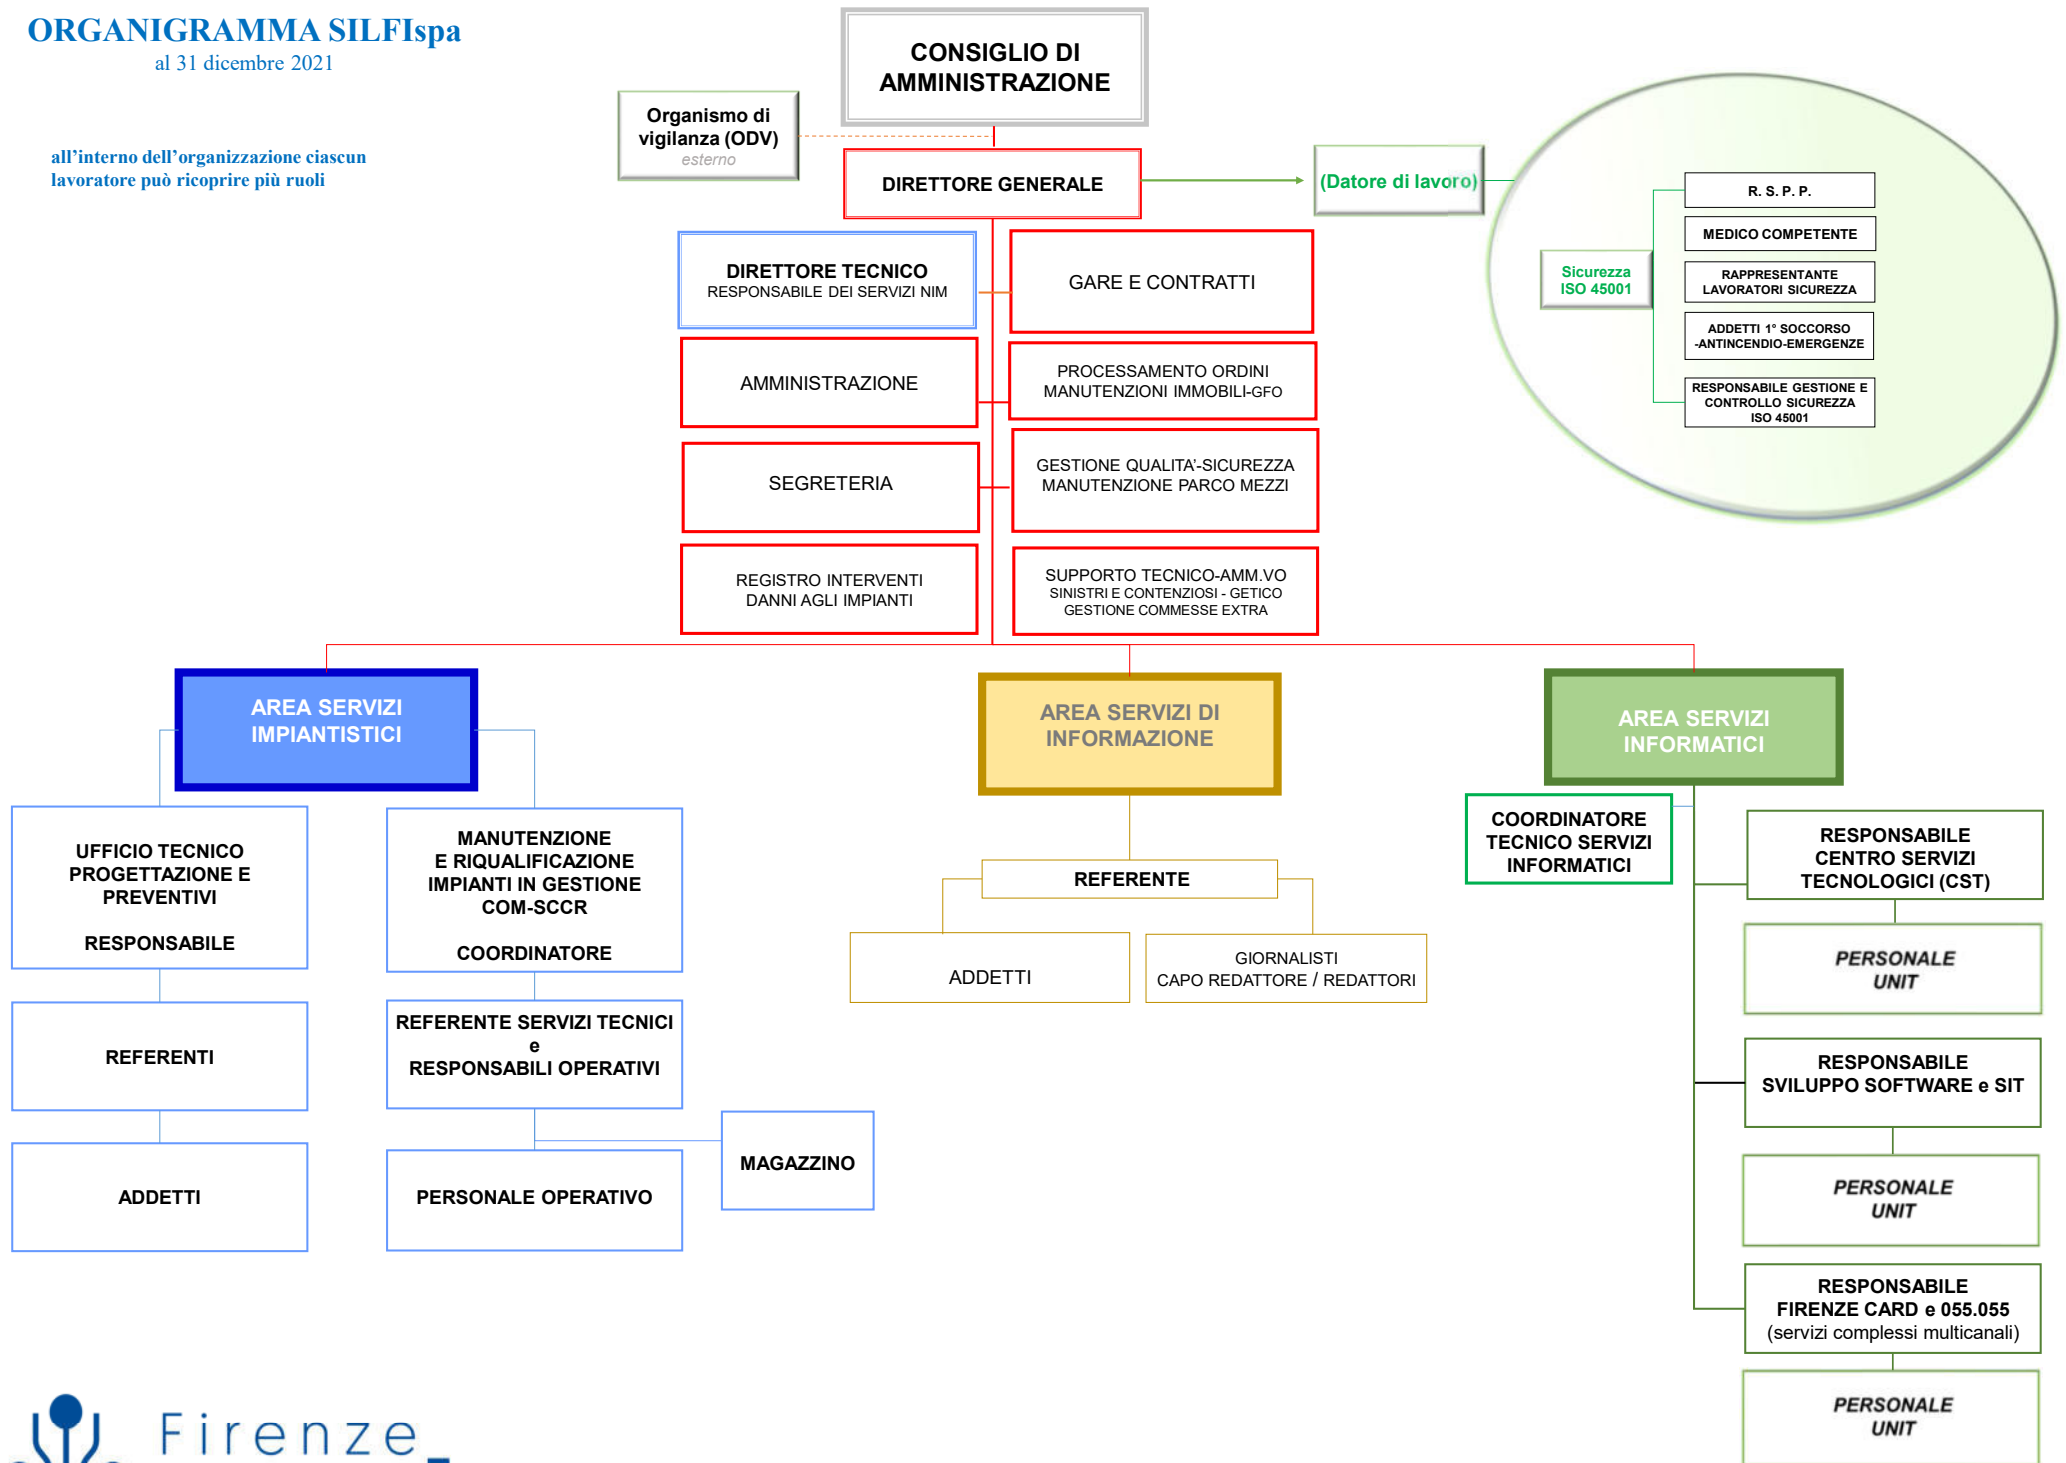 ORGANIGRAMMA SILFIspa
al 31 dicembre 2021
all'interno dell'organizzazione ciascun
lavoratore può ricoprire più ruoli
CONSIGLIO DI
AMMINISTRAZIONE
Organismo di
vigilanza (ODV)
esterno
DIRETTORE GENERALE
(Datore di lavoro)
Sicurezza
ISO 45001
R. S. P. P.
MEDICO COMPETENTE
RAPPRESENTANTE
LAVORATORI SICUREZZA
ADDETTI 1° SOCCORSO
-ANTINCENDIO-EMERGENZE
RESPONSABILE GESTIONE E
CONTROLLO SICUREZZA
ISO 45001
DIRETTORE TECNICO
RESPONSABILE DEI SERVIZI NIM
GARE E CONTRATTI
AMMINISTRAZIONE
PROCESSAMENTO ORDINI
MANUTENZIONI IMMOBILI-GFO
SEGRETERIA
GESTIONE QUALITA'-SICUREZZA
MANUTENZIONE PARCO MEZZI
REGISTRO INTERVENTI
DANNI AGLI IMPIANTI
SUPPORTO TECNICO-AMM.VO
SINISTRI E CONTENZIOSI - GETICO
GESTIONE COMMESSE EXTRA
AREA SERVIZI
IMPIANTISTICI
UFFICIO TECNICO
PROGETTAZIONE E
PREVENTIVI
RESPONSABILE
REFERENTI
ADDETTI
MANUTENZIONE
E RIQUALIFICAZIONE
IMPIANTI IN GESTIONE
COM-SCCR
COORDINATORE
REFERENTE SERVIZI TECNICI
e
RESPONSABILI OPERATIVI
PERSONALE OPERATIVO
MAGAZZINO
AREA SERVIZI DI
INFORMAZIONE
REFERENTE
ADDETTI
GIORNALISTI
CAPO REDATTORE / REDATTORI
AREA SERVIZI
INFORMATICI
COORDINATORE
TECNICO SERVIZI
INFORMATICI
RESPONSABILE
CENTRO SERVIZI
TECNOLOGICI (CST)
PERSONALE
UNIT
RESPONSABILE
SVILUPPO SOFTWARE e SIT
PERSONALE
UNIT
RESPONSABILE
FIRENZE CARD e 055.055
(servizi complessi multicanali)
PERSONALE
UNIT
Firenze